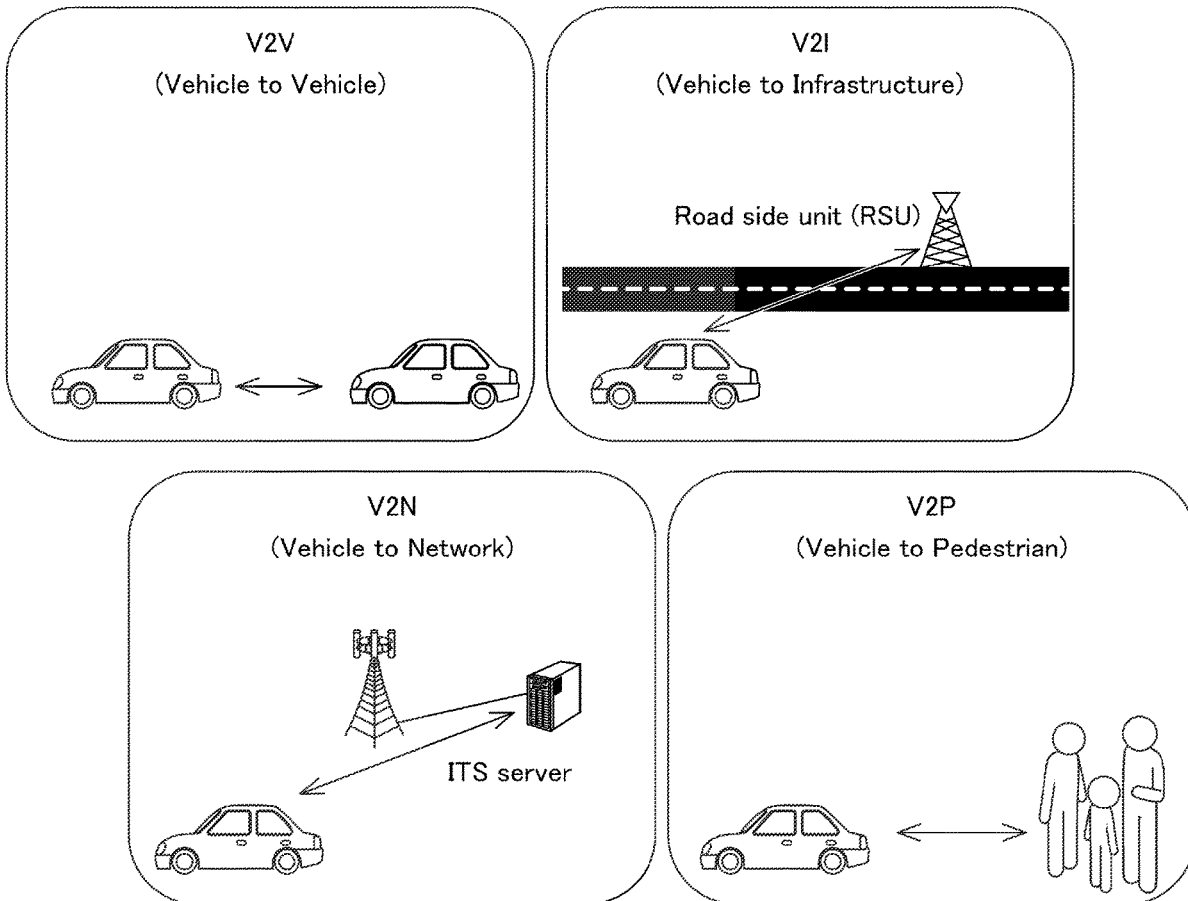 V2V
(Vehicle to Vehicle)
V2I
(Vehicle to Infrastructure)
Road side unit (RSU)
V2N
(Vehicle to Network)
ITS server
V2P
(Vehicle to Pedestrian)